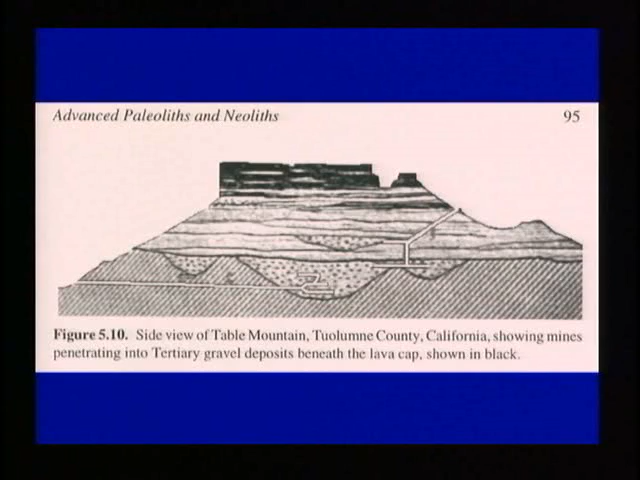 Advanced Paleoliths and Neoliths 95
Figure 5.10. Side view of Table Mountain, Tuolumne County, California, showing mines
penetrating into Tertiary gravel deposits beneath the lava cap, shown in black.